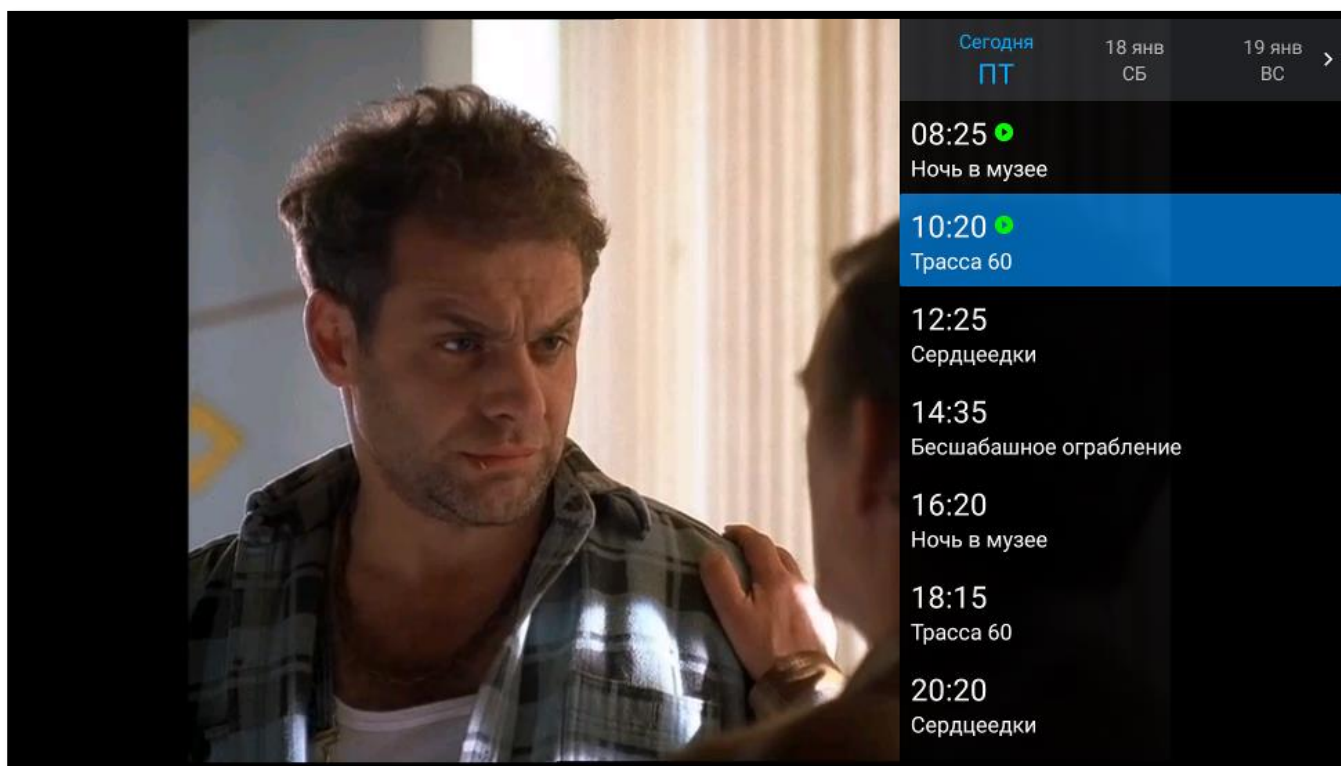 Сегодня
ПТ
18 янв
СБ
19 янв
ВС
08:25
Ночь в музее
10:20
Трасса 60
12:25
Сердцеедки
14:35
Бесшабашное ограбление
16:20
Ночь в музее
18:15
Трасса 60
20:20
Сердцеедки